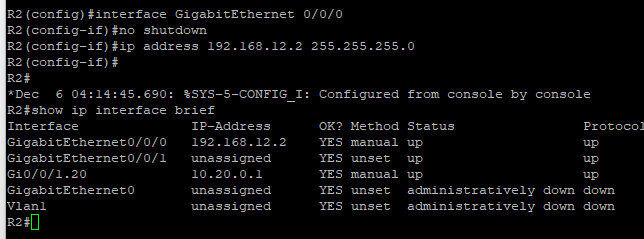 R2(config)#interface GigabitEthernet 0/0/0
R2(config-if)#no shutdown
R2(config-if)#ip address 192.168.12.2 255.255.255.0
R2(config-if)#
R2#
*Dec  6 04:14:45.690: %SYS-5-CONFIG_I: Configured from console by console
R2#show ip interface brief
Interface              IP-Address      OK? Method Status                Protocol
GigabitEthernet0/0/0   192.168.12.2    YES manual up                    up
GigabitEthernet0/0/1   unassigned      YES unset  up                    up
Gi0/0/1.20             10.20.0.1       YES manual up                    up
GigabitEthernet0       unassigned      YES unset  administratively down down
Vlan1                  unassigned      YES unset  administratively down down
R2#